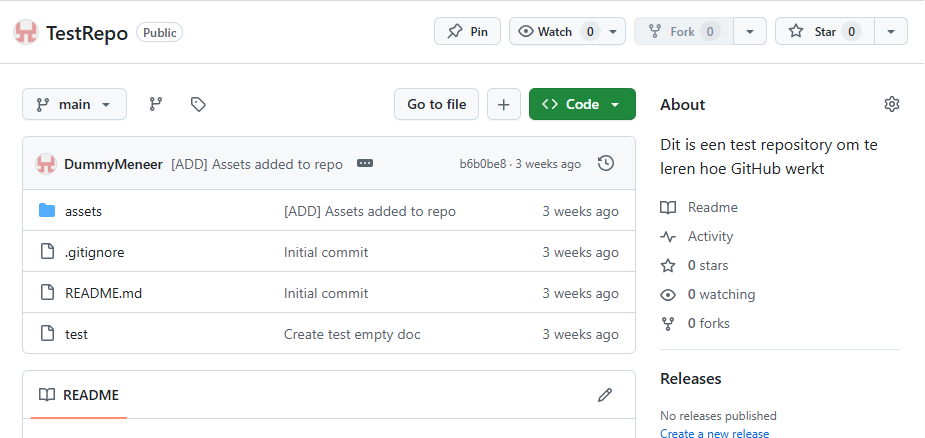 TestRepo Public Pin Watch 0 Fork 0 Star 0
main Go to file Code
DummyMeneer [ADD] Assets added to repo b6b0be8 · 3 weeks ago
assets [ADD] Assets added to repo 3 weeks ago
.gitignore Initial commit 3 weeks ago
README.md Initial commit 3 weeks ago
test Create test empty doc 3 weeks ago
README
About
Dit is een test repository om te
leren hoe GitHub werkt
Readme
Activity
0 stars
0 watching
0 forks
Releases
No releases published
Create a new release